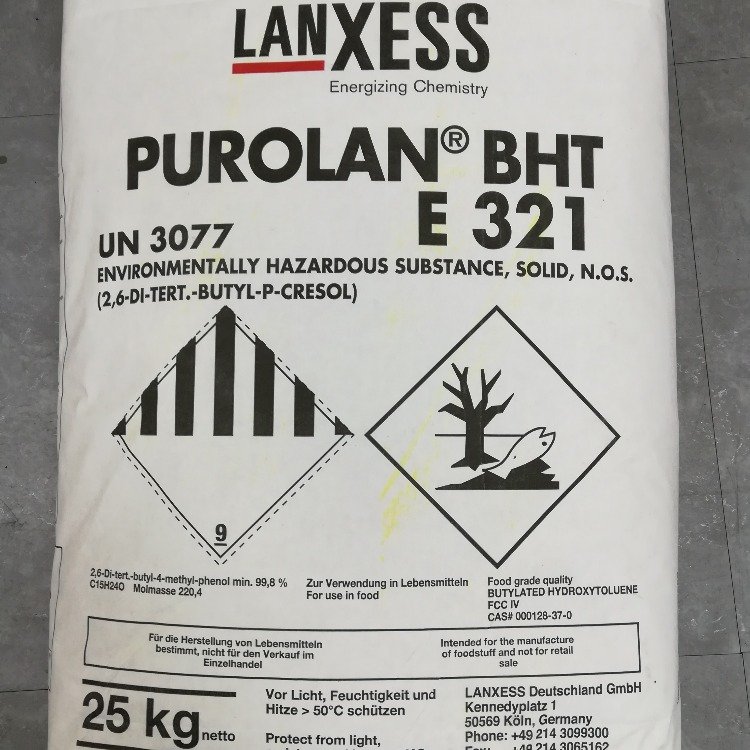 LANXESS
Energizing Chemistry
PUROLAN® BHT
E 321
UN 3077
ENVIRONMENTALLY HAZARDOUS SUBSTANCE, SOLID, N.O.S.
(2,6-DI-TERT.-BUTYL-P-CRESOL)
9
2,6-Di-tert.-butyl-4-methyl-phenol min. 99,8 %
C15H24O Molmasse 220,4
Zur Verwendung in Lebensmitteln
For use in food
Food grade quality
BUTYLATED HYDROXYTOLUENE
FCC IV
CAS# 000128-37-0
Für die Herstellung von Lebensmitteln
bestimmt, nicht für den Verkauf im
Einzelhandel
Intended for the manufacture
of foodstuff and not for retail
sale
25 kg netto
Vor Licht, Feuchtigkeit und
Hitze > 50°C schützen
Protect from light,
LANXESS Deutschland GmbH
Kennedyplatz 1
50569 Köln, Germany
Phone: +49 214 3099300
+49 214 3065162